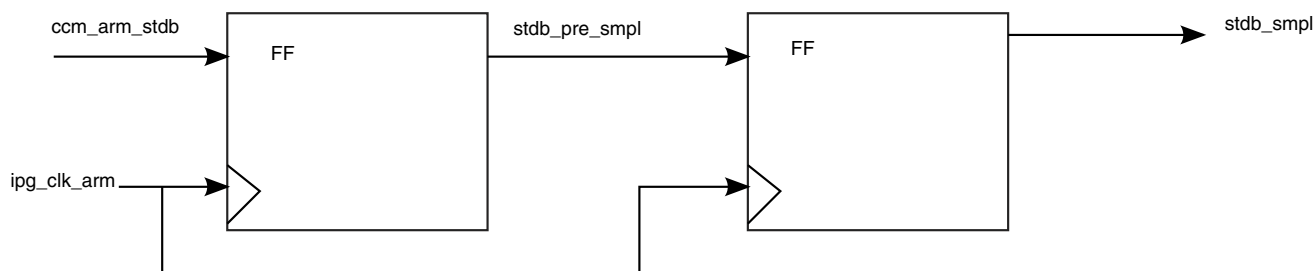 ccm_arm_stdb
FF
stdb_pre_smpl
FF
stdb_smpl
ipg_clk_arm